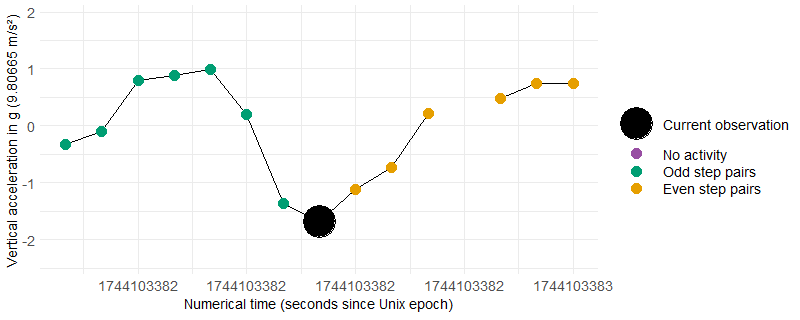 Vertical acceleration in g (9.80665 m/s²)
2
1
0
-1
-2
1744103382 1744103382 1744103382 1744103382 1744103383
Numerical time (seconds since Unix epoch)
Current observation
No activity
Odd step pairs
Even step pairs